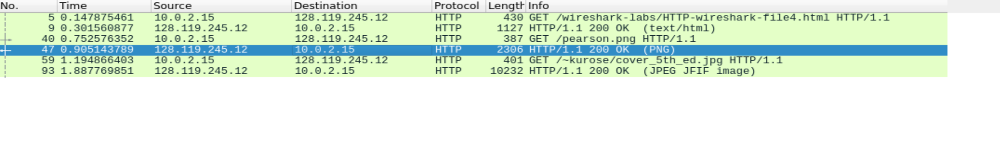 No. Time Source Destination Protocol Length Info
5 0.147875461 10.0.2.15 128.119.245.12 HTTP 430 GET /wireshark-labs/HTTP-wireshark-file4.html HTTP/1.1
9 0.301560877 128.119.245.12 10.0.2.15 HTTP 1127 HTTP/1.1 200 OK (text/html)
40 0.752576352 10.0.2.15 128.119.245.12 HTTP 387 GET /pearson.png HTTP/1.1
47 0.905143789 128.119.245.12 10.0.2.15 HTTP 2306 HTTP/1.1 200 OK (PNG)
59 1.194866403 10.0.2.15 128.119.245.12 HTTP 401 GET /~kurose/cover_5th_ed.jpg HTTP/1.1
93 1.887769851 128.119.245.12 10.0.2.15 HTTP 10232 HTTP/1.1 200 OK (JPEG JFIF image)